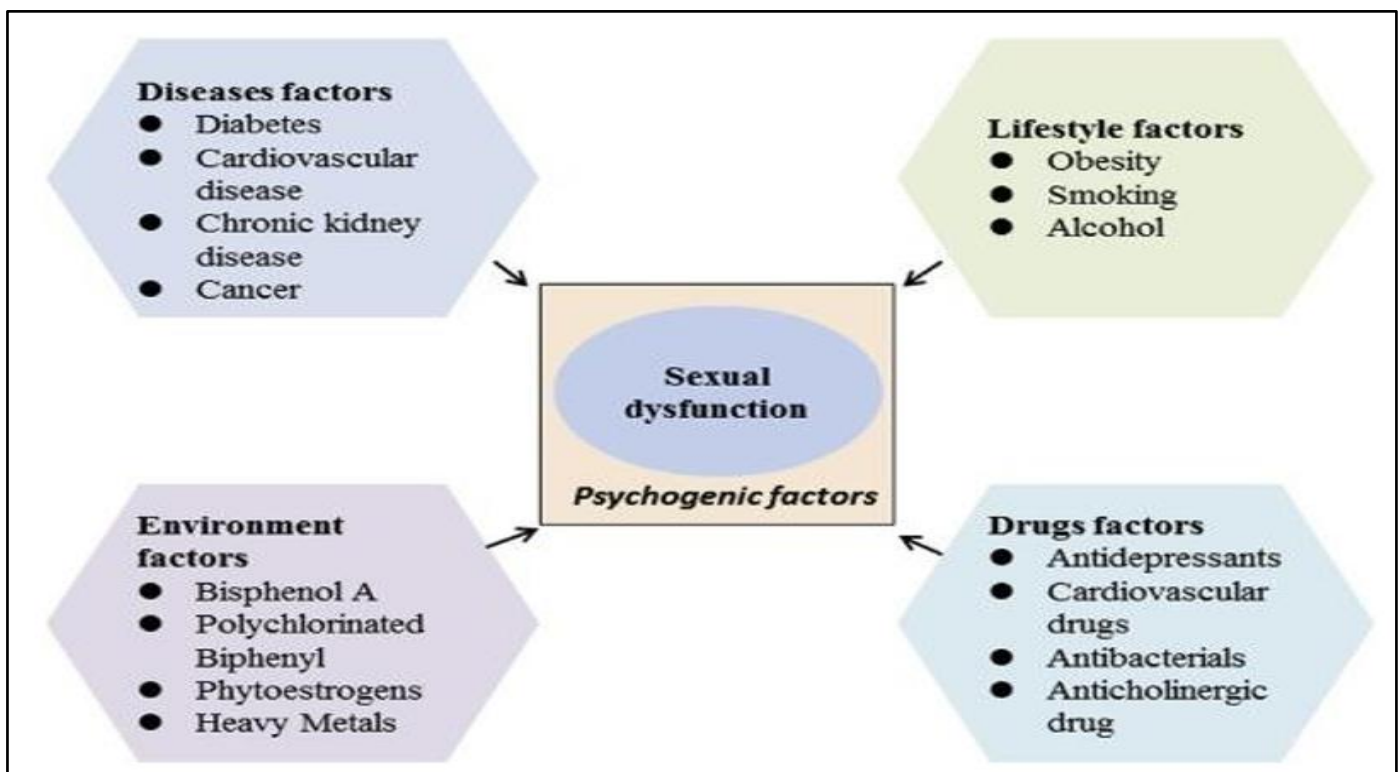 Diseases factors
● Diabetes
● Cardiovascular
disease
● Chronic kidney
disease
● Cancer
Lifestyle factors
● Obesity
● Smoking
● Alcohol
Sexual
dysfunction
Psychogenic factors
Environment
factors
● Bisphenol A
● Polychlorinated
Biphenyl
● Phytoestrogens
● Heavy Metals
Drugs factors
● Antidepressants
● Cardiovascular
drugs
● Antibacterials
● Anticholinergic
drug